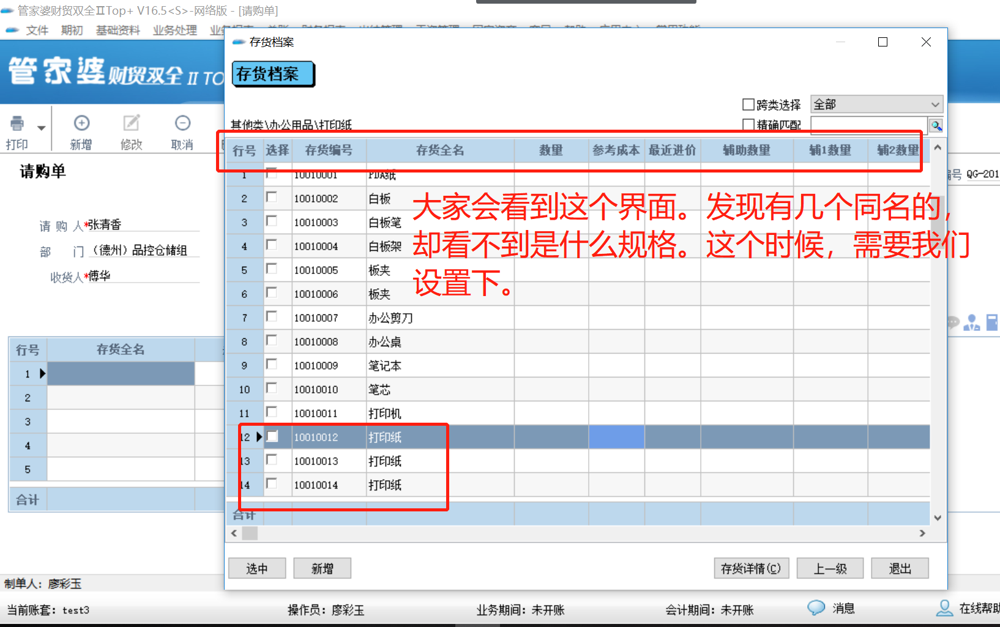 管家婆财贸双全ⅡTop+ V16.5<S>-网络版 - [请购单]
文件 期初 基础资料 业务处理
存货档案
管家婆财贸双全 II TO
存货档案
跨类选择 全部
其他类\办公用品\打印纸 精确匹配
打印 新增 修改 取消
行号 选择 存货编号 存货全名 数量 参考成本 最近进价 辅助数量 辅1数量 辅2数量
请购单
编号 QG-201
1 10010001 PDA纸
2 10010002 白板
3 10010003 白板笔
4 10010004 白板架
5 10010005 板夹
6 10010006 板夹
7 10010007 办公剪刀
8 10010008 办公桌
9 10010009 笔记本
10 10010010 笔芯
11 10010011 打印机
12 10010012 打印纸
13 10010013 打印纸
14 10010014 打印纸
合计
大家会看到这个界面。发现有几个同名的，
却看不到是什么规格。这个时候，需要我们
设置下。
请 购 人*张清香
部 门 （德州）品控仓储组
收货人*傅华
行号 存货全名
1
2
3
4
5
合计
选中 新增 存货详情(C) 上一级 退出
制单人：廖彩玉
当前账套：test3 操作员：廖彩玉 业务期间：未开账 会计期间：未开账 消息 在线帮助